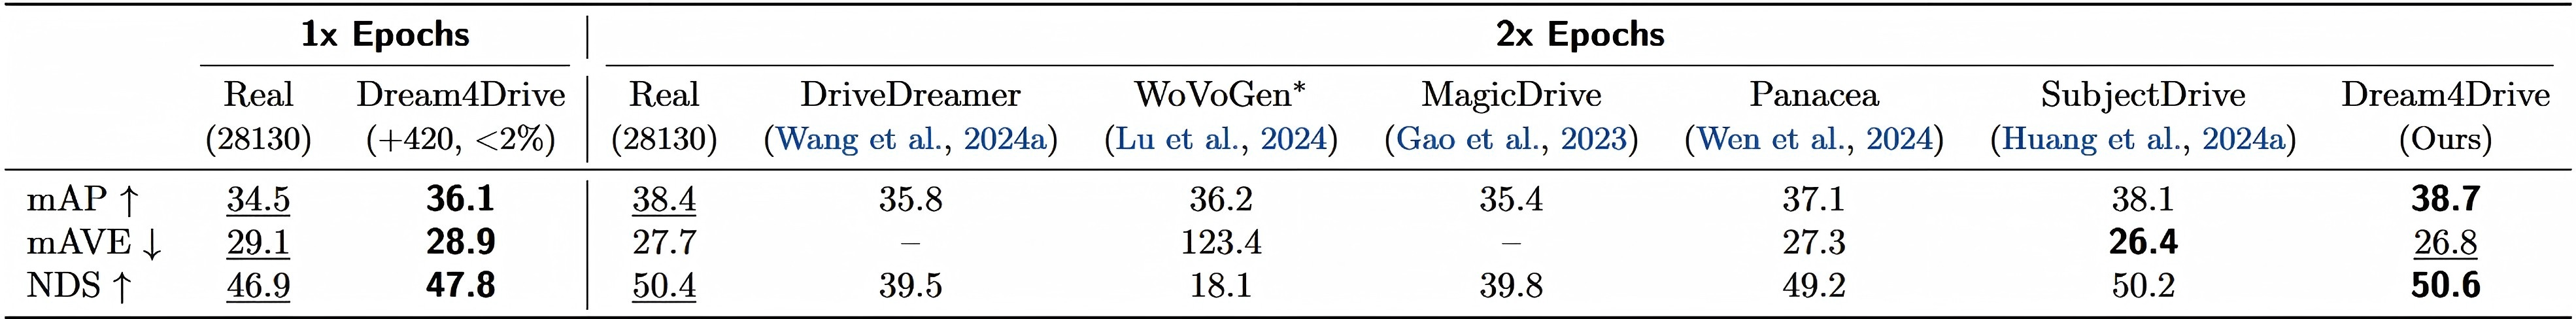 1x Epochs 2x Epochs
Real Dream4Drive Real DriveDreamer WoVoGen* MagicDrive Panacea SubjectDrive Dream4Drive
(28130) (+420, <2%) (28130) (Wang et al., 2024a) (Lu et al., 2024) (Gao et al., 2023) (Wen et al., 2024) (Huang et al., 2024a) (Ours)
mAP ↑ 34.5 36.1 38.4 35.8 36.2 35.4 37.1 38.1 38.7
mAVE ↓ 29.1 28.9 27.7 – 123.4 – 27.3 26.4 26.8
NDS ↑ 46.9 47.8 50.4 39.5 18.1 39.8 49.2 50.2 50.6